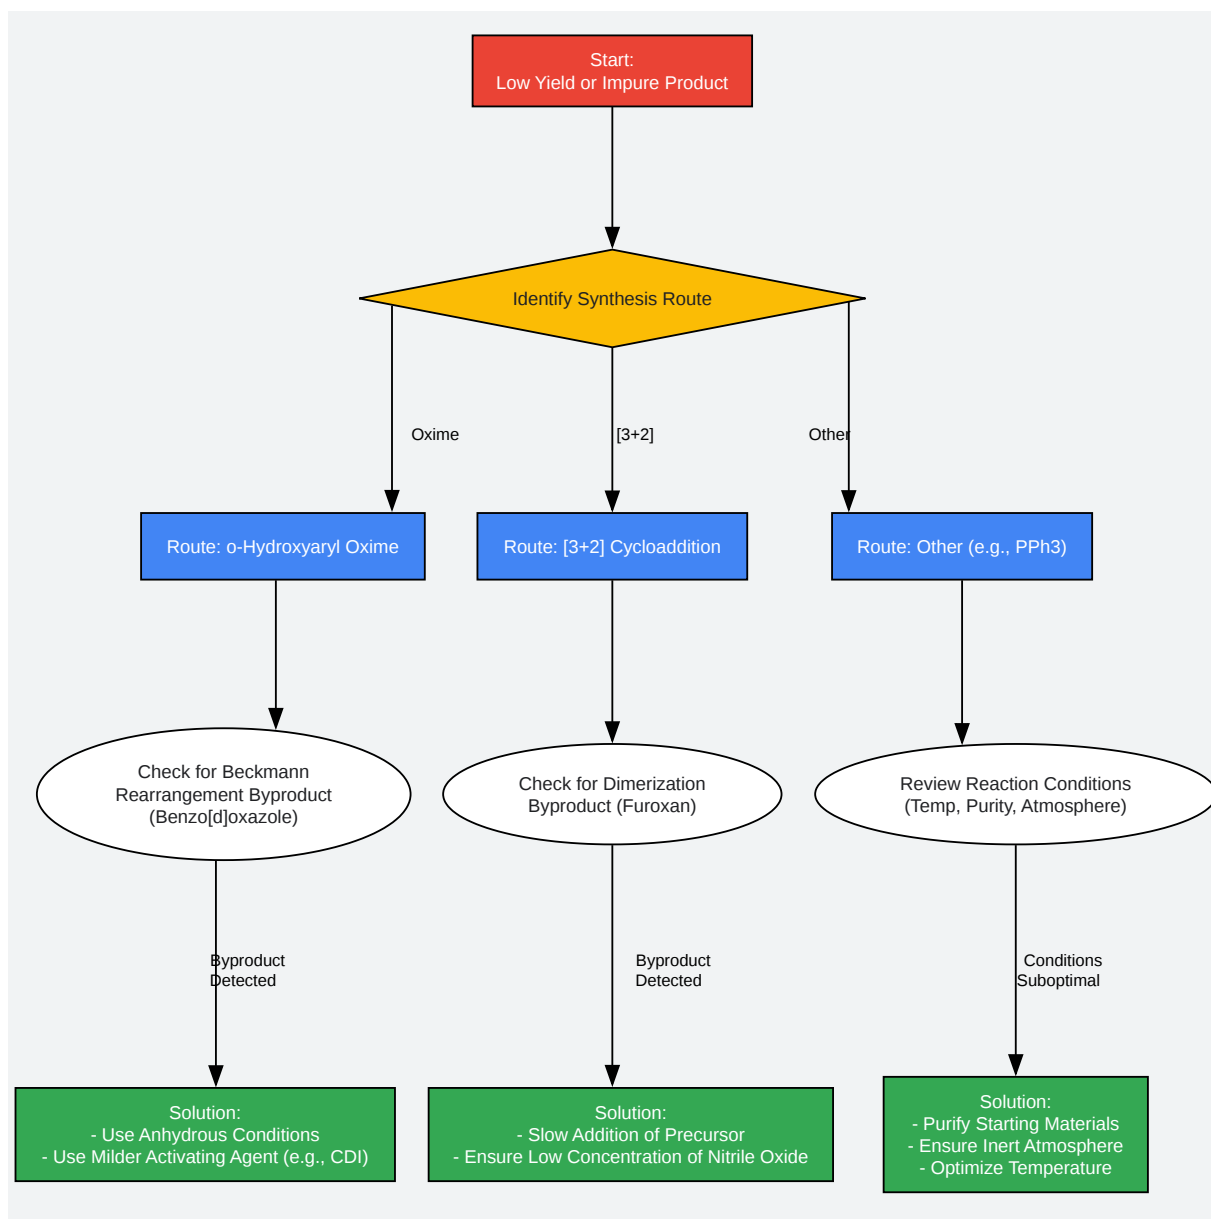 Start:
Low Yield or Impure Product
Identify Synthesis Route
Oxime
[3+2]
Other
Route: o-Hydroxyaryl Oxime
Route: [3+2] Cycloaddition
Route: Other (e.g., PPh3)
Check for Beckmann
Rearrangement Byproduct
(Benzo[d]oxazole)
Check for Dimerization
Byproduct (Furoxan)
Review Reaction Conditions
(Temp, Purity, Atmosphere)
Byproduct
Detected
Byproduct
Detected
Conditions
Suboptimal
Solution:
- Use Anhydrous Conditions
- Use Milder Activating Agent (e.g., CDI)
Solution:
- Slow Addition of Precursor
- Ensure Low Concentration of Nitrile Oxide
Solution:
- Purify Starting Materials
- Ensure Inert Atmosphere
- Optimize Temperature